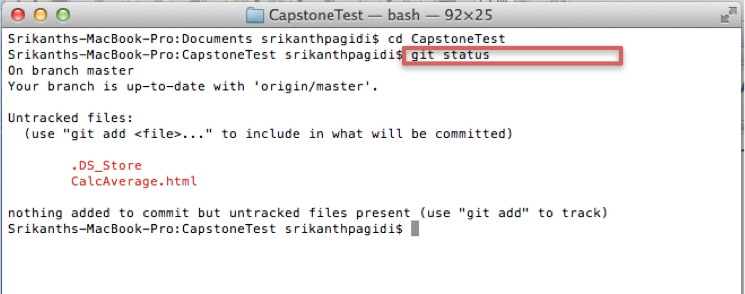 CapstoneTest — bash — 92×25
Srikanths-MacBook-Pro:Documents srikanthpagidi$ cd CapstoneTest
Srikanths-MacBook-Pro:CapstoneTest srikanthpagidi$ git status
On branch master
Your branch is up-to-date with 'origin/master'.
Untracked files:
(use "git add <file>..." to include in what will be committed)
.DS_Store
CalcAverage.html
nothing added to commit but untracked files present (use "git add" to track)
Srikanths-MacBook-Pro:CapstoneTest srikanthpagidi$